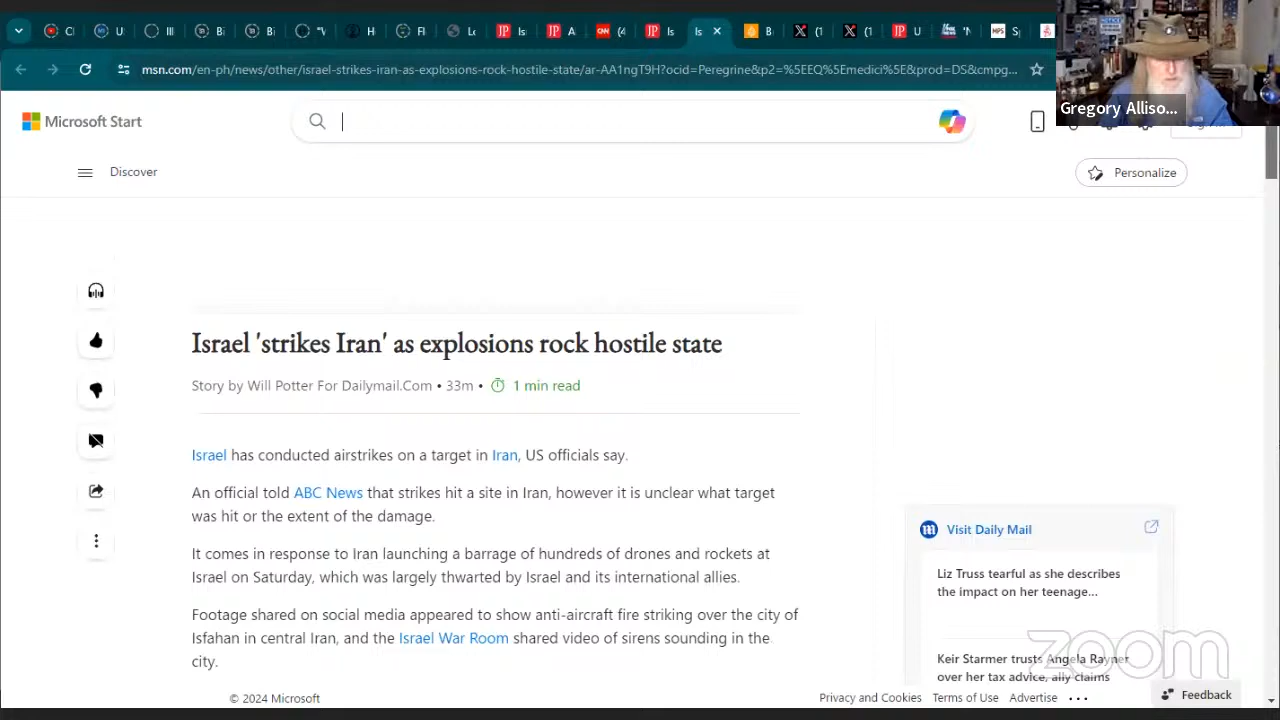 msn.com/en-ph/news/other/israel-strikes-iran-as-explosions-rock-hostile-state/ar-AA1ngT9H?ocid=Peregrine&p2=%5EEQ%5Emedici%5E&prod=DS&cmpg...
Gregory Alliso...
Microsoft Start
Discover
Personalize
Israel 'strikes Iran' as explosions rock hostile state
Story by Will Potter For Dailymail.Com • 33m • 1 min read
Israel has conducted airstrikes on a target in Iran, US officials say.
An official told ABC News that strikes hit a site in Iran, however it is unclear what target
was hit or the extent of the damage.
It comes in response to Iran launching a barrage of hundreds of drones and rockets at
Israel on Saturday, which was largely thwarted by Israel and its international allies.
Footage shared on social media appeared to show anti-aircraft fire striking over the city of
Isfahan in central Iran, and the Israel War Room shared video of sirens sounding in the
city.
Visit Daily Mail
Liz Truss tearful as she describes
the impact on her teenage...
Keir Starmer trusts Angela Rayner
over her tax advice, ally claims
zoom
© 2024 Microsoft
Privacy and Cookies
Terms of Use
Advertise
Feedback